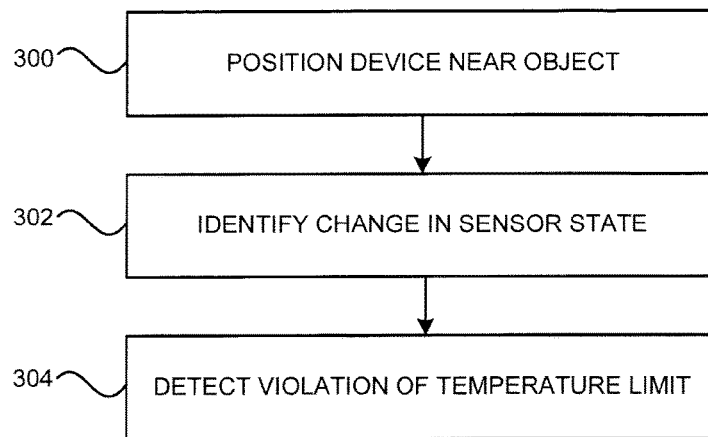 300
POSITION DEVICE NEAR OBJECT
302
IDENTIFY CHANGE IN SENSOR STATE
304
DETECT VIOLATION OF TEMPERATURE LIMIT